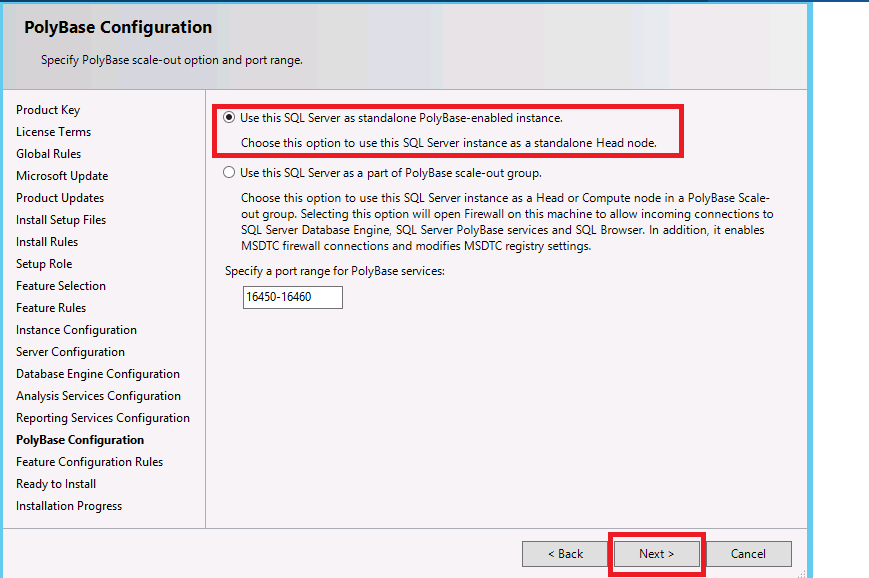 PolyBase Configuration
Specify PolyBase scale-out option and port range.
Product Key
License Terms
Global Rules
Microsoft Update
Product Updates
Install Setup Files
Install Rules
Setup Role
Feature Selection
Feature Rules
Instance Configuration
Server Configuration
Database Engine Configuration
Analysis Services Configuration
Reporting Services Configuration
PolyBase Configuration
Feature Configuration Rules
Ready to Install
Installation Progress
Use this SQL Server as standalone PolyBase-enabled instance.
Choose this option to use this SQL Server instance as a standalone Head node.
Use this SQL Server as a part of PolyBase scale-out group.
Choose this option to use this SQL Server instance as a Head or Compute node in a PolyBase Scale-
out group. Selecting this option will open Firewall on this machine to allow incoming connections to
SQL Server Database Engine, SQL Server PolyBase services and SQL Browser. In addition, it enables
MSDTC firewall connections and modifies MSDTC registry settings.
Specify a port range for PolyBase services:
16450-16460
< Back
Next >
Cancel